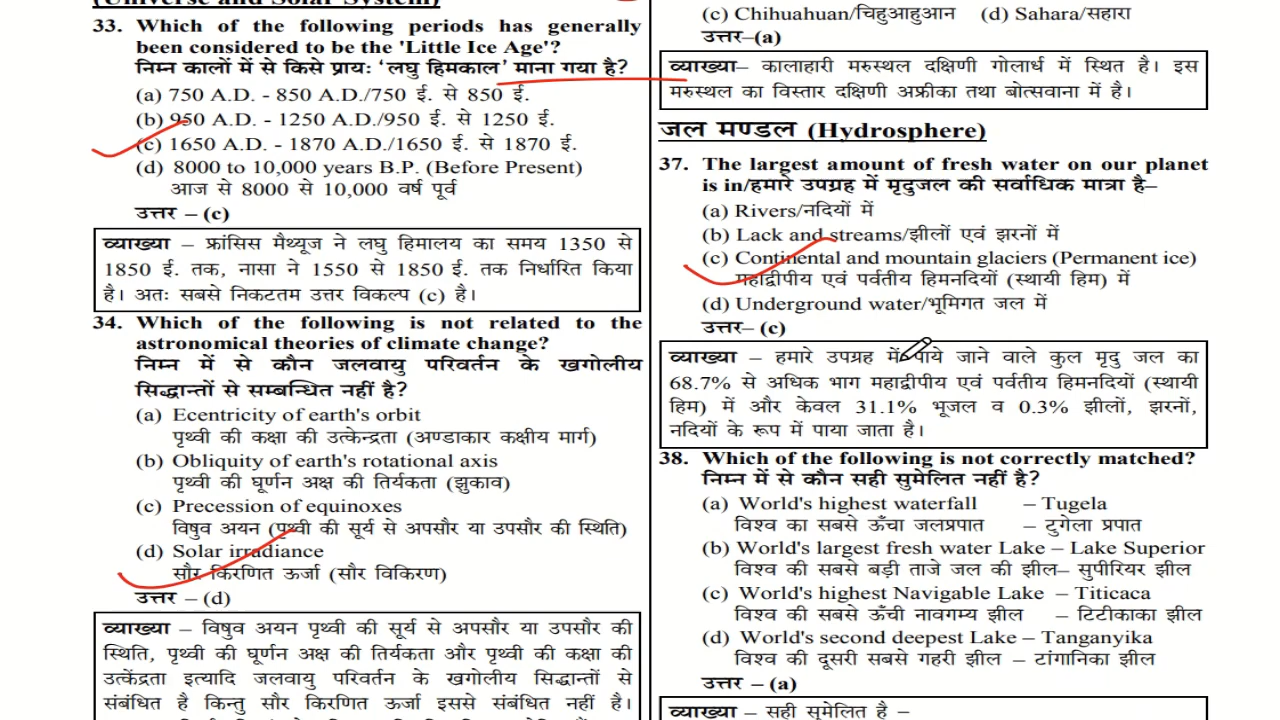 (Universe and Solar System)
33. Which of the following periods has generally
been considered to be the 'Little Ice Age'?
निम्न कालों में से किसे प्रायः 'लघु हिमकाल' माना गया है?
(a) 750 A.D. - 850 A.D./750 ई. से 850 ई.
(b) 950 A.D. - 1250 A.D./950 ई. से 1250 ई.
(c) 1650 A.D. - 1870 A.D./1650 ई. से 1870 ई.
(d) 8000 to 10,000 years B.P. (Before Present)
आज से 8000 से 10,000 वर्ष पूर्व
उत्तर – (c)
व्याख्या – फ्रांसिस मैथ्यूज ने लघु हिमालय का समय 1350 से
1850 ई. तक, नासा ने 1550 से 1850 ई. तक निर्धारित किया
है। अतः सबसे निकटतम उत्तर विकल्प (c) है।
34. Which of the following is not related to the
astronomical theories of climate change?
निम्न में से कौन जलवायु परिवर्तन के खगोलीय
सिद्धान्तों से सम्बन्धित नहीं है?
(a) Ecentricity of earth's orbit
पृथ्वी की कक्षा की उत्केन्द्रता (अण्डाकार कक्षीय मार्ग)
(b) Obliquity of earth's rotational axis
पृथ्वी की घूर्णन अक्ष की तिर्यकता (झुकाव)
(c) Precession of equinoxes
विषुव अयन (पृथ्वी की सूर्य से अपसौर या उपसौर की स्थिति)
(d) Solar irradiance
सौर किरणित ऊर्जा (सौर विकिरण)
उत्तर – (d)
व्याख्या – विषुव अयन पृथ्वी की सूर्य से अपसौर या उपसौर की
स्थिति, पृथ्वी की घूर्णन अक्ष की तिर्यकता और पृथ्वी की कक्षा की
उत्केंद्रता इत्यादि जलवायु परिवर्तन के खगोलीय सिद्धान्तों से
संबंधित है किन्तु सौर किरणित ऊर्जा इससे संबंधित नहीं है।
(c) Chihuahuan/चिहुआहुआन (d) Sahara/सहारा
उत्तर–(a)
व्याख्या– कालाहारी मरुस्थल दक्षिणी गोलार्ध में स्थित है। इस
मरुस्थल का विस्तार दक्षिणी अफ्रीका तथा बोत्सवाना में है।
जल मण्डल (Hydrosphere)
37. The largest amount of fresh water on our planet
is in/हमारे उपग्रह में मृदुजल की सर्वाधिक मात्रा है–
(a) Rivers/नदियों में
(b) Lack and streams/झीलों एवं झरनों में
(c) Continental and mountain glaciers (Permanent ice)
महाद्वीपीय एवं पर्वतीय हिमनदियों (स्थायी हिम) में
(d) Underground water/भूमिगत जल में
उत्तर– (c)
व्याख्या – हमारे उपग्रह में पाये जाने वाले कुल मृदु जल का
68.7% से अधिक भाग महाद्वीपीय एवं पर्वतीय हिमनदियों (स्थायी
हिम) में और केवल 31.1% भूजल व 0.3% झीलों, झरनों,
नदियों के रूप में पाया जाता है।
38. Which of the following is not correctly matched?
निम्न में से कौन सही सुमेलित नहीं है?
(a) World's highest waterfall – Tugela
विश्व का सबसे ऊँचा जलप्रपात – टुगेला प्रपात
(b) World's largest fresh water Lake – Lake Superior
विश्व की सबसे बड़ी ताजे जल की झील– सुपीरियर झील
(c) World's highest Navigable Lake – Titicaca
विश्व की सबसे ऊँची नावगम्य झील – टिटीकाका झील
(d) World's second deepest Lake – Tanganyika
विश्व की दूसरी सबसे गहरी झील – टांगानिका झील
उत्तर – (a)
व्याख्या – सही सुमेलित है –